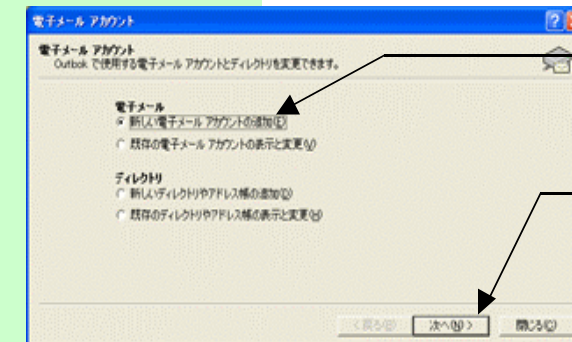 電子メール アカウント
電子メール アカウント
Outlook で使用する電子メール アカウントとディレクトリを変更できます。
電子メール
新しい電子メール アカウントの追加(E)
既存の電子メール アカウントの表示と変更(V)
ディレクトリ
新しいディレクトリやアドレス帳の追加(D)
既存のディレクトリやアドレス帳の表示と変更(H)
< 戻る(B) 次へ(N) > 閉じる(C)